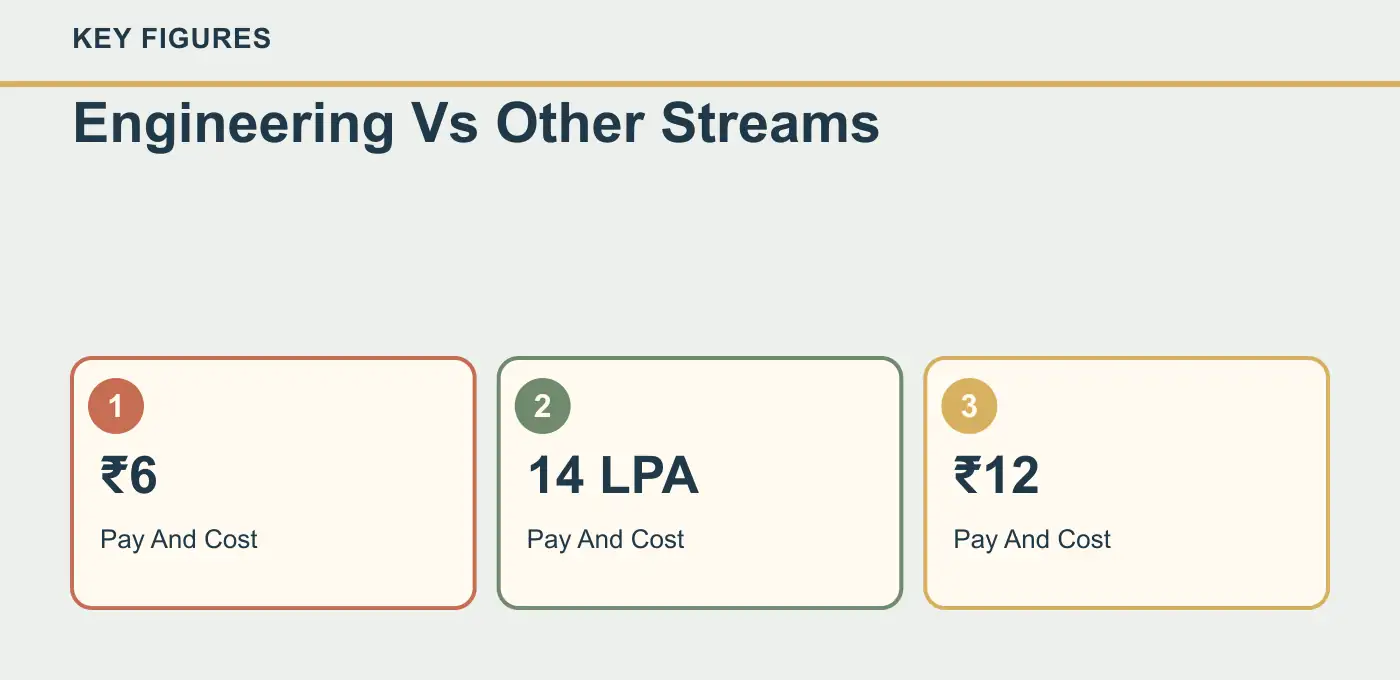 KEY FIGURES
Engineering Vs Other Streams
1
₹6
Pay And Cost
2
14 LPA
Pay And Cost
3
₹12
Pay And Cost